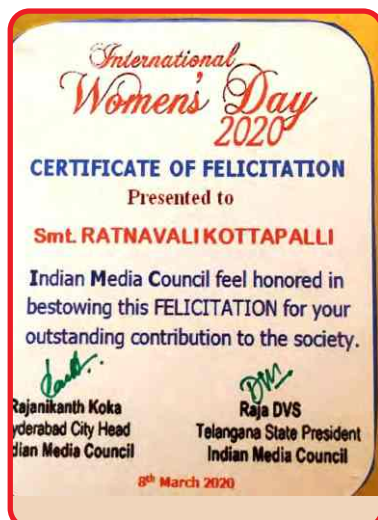 International
Women's Day
2020
CERTIFICATE OF FELICITATION
Presented to
Smt. RATNAVALI KOTTAPALLI
Indian Media Council feel honored in
bestowing this FELICITATION for your
outstanding contribution to the society.
Rajanikanth Koka
yderabad City Head
dian Media Council
Raja DVS
Telangana State President
Indian Media Council
8th March 2020